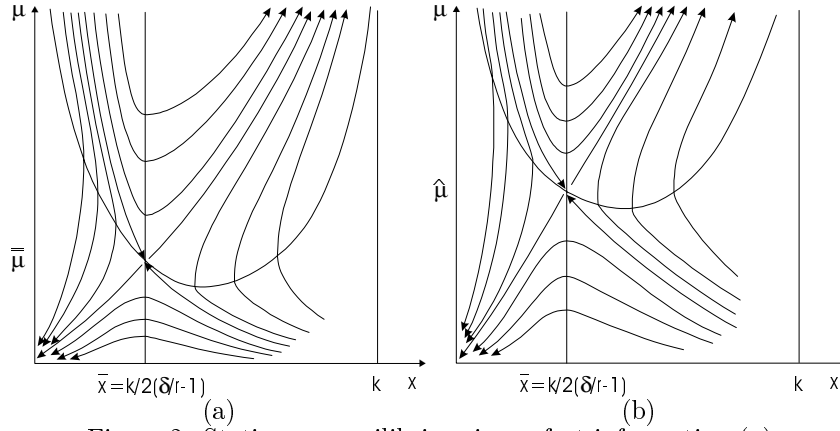 μ
μ
μ̿
μ̂
x̄=k/2(δ/r-1)
k
x
x̄=k/2(δ/r-1)
k
x
(a)
(b)